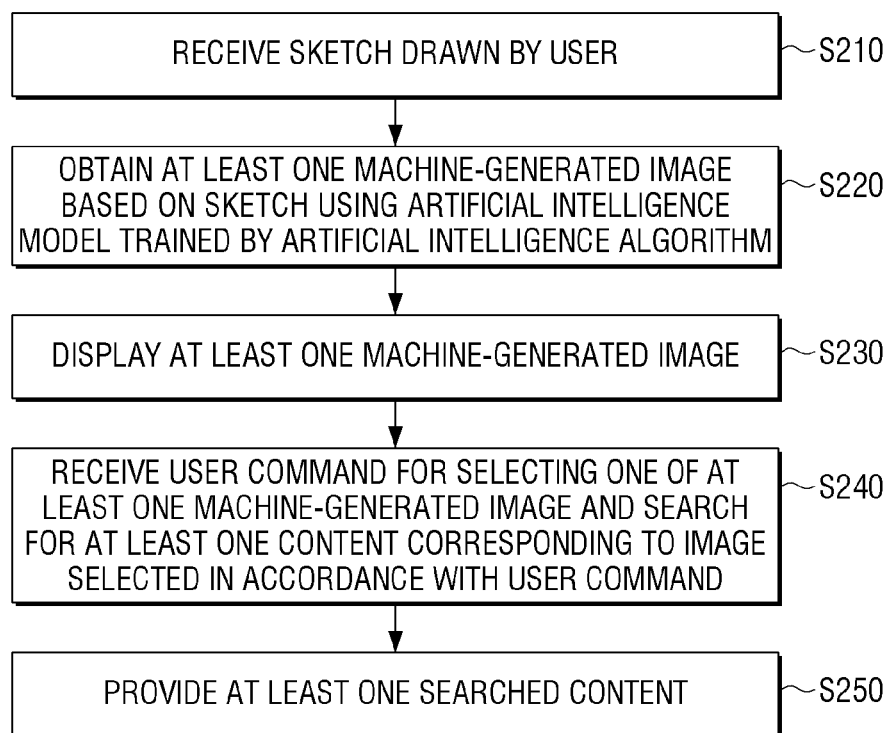 RECEIVE SKETCH DRAWN BY USER
S210
OBTAIN AT LEAST ONE MACHINE-GENERATED IMAGE
BASED ON SKETCH USING ARTIFICIAL INTELLIGENCE
MODEL TRAINED BY ARTIFICIAL INTELLIGENCE ALGORITHM
S220
DISPLAY AT LEAST ONE MACHINE-GENERATED IMAGE
S230
RECEIVE USER COMMAND FOR SELECTING ONE OF AT
LEAST ONE MACHINE-GENERATED IMAGE AND SEARCH
FOR AT LEAST ONE CONTENT CORRESPONDING TO IMAGE
SELECTED IN ACCORDANCE WITH USER COMMAND
S240
PROVIDE AT LEAST ONE SEARCHED CONTENT
S250